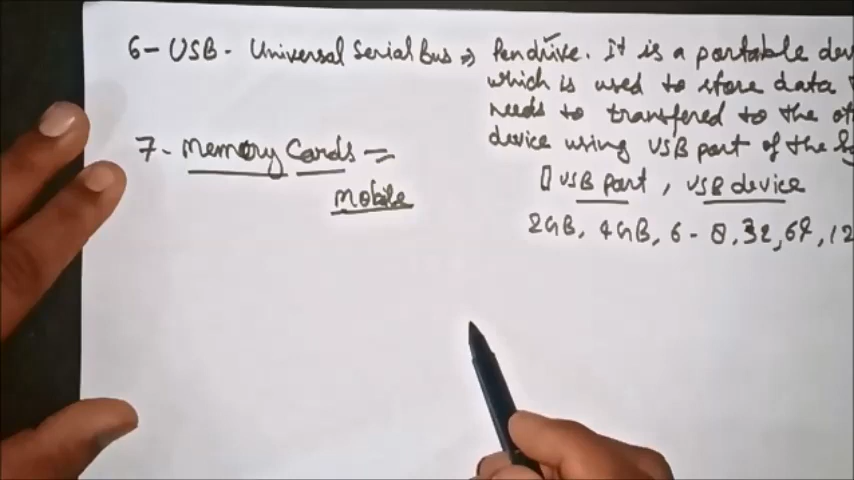 6- USB - Universal Serial Bus ⇒ Pendrive. It is a portable dev
which is used to store data
needs to transfered to the ot
device using USB port of the Sy
7- Memory Cards =
Mobile
USB port, USB device
2GB, 4GB, 6 - 8, 32, 64, 12